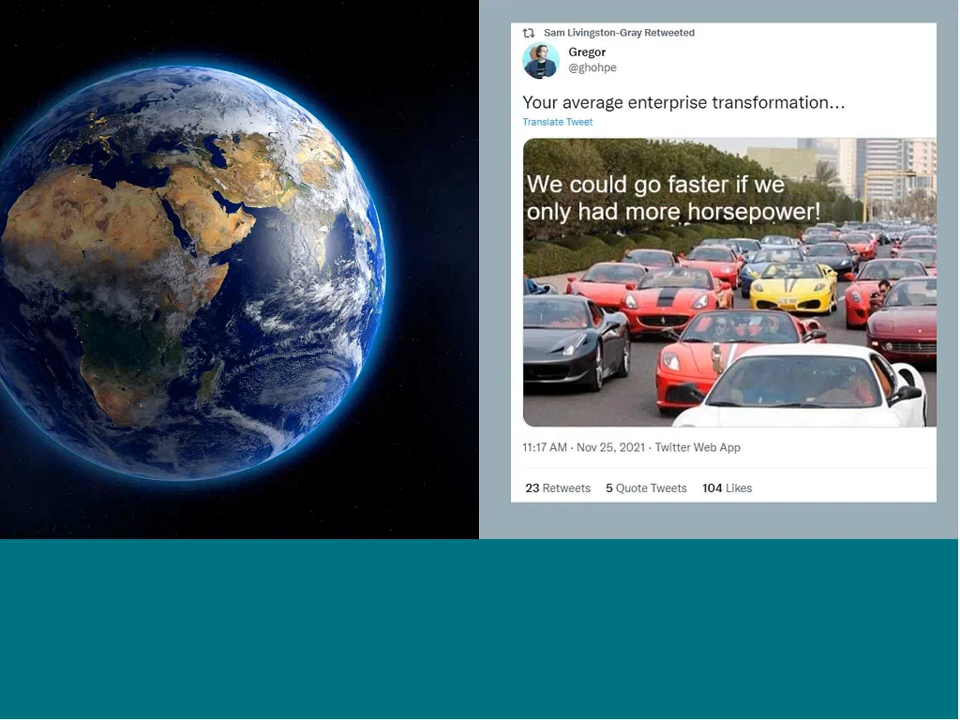 Sam Livingston-Gray Retweeted
Gregor
@ghohpe
Your average enterprise transformation...
Translate Tweet
We could go faster if we
only had more horsepower!
11:17 AM · Nov 25, 2021 · Twitter Web App
23 Retweets 5 Quote Tweets 104 Likes